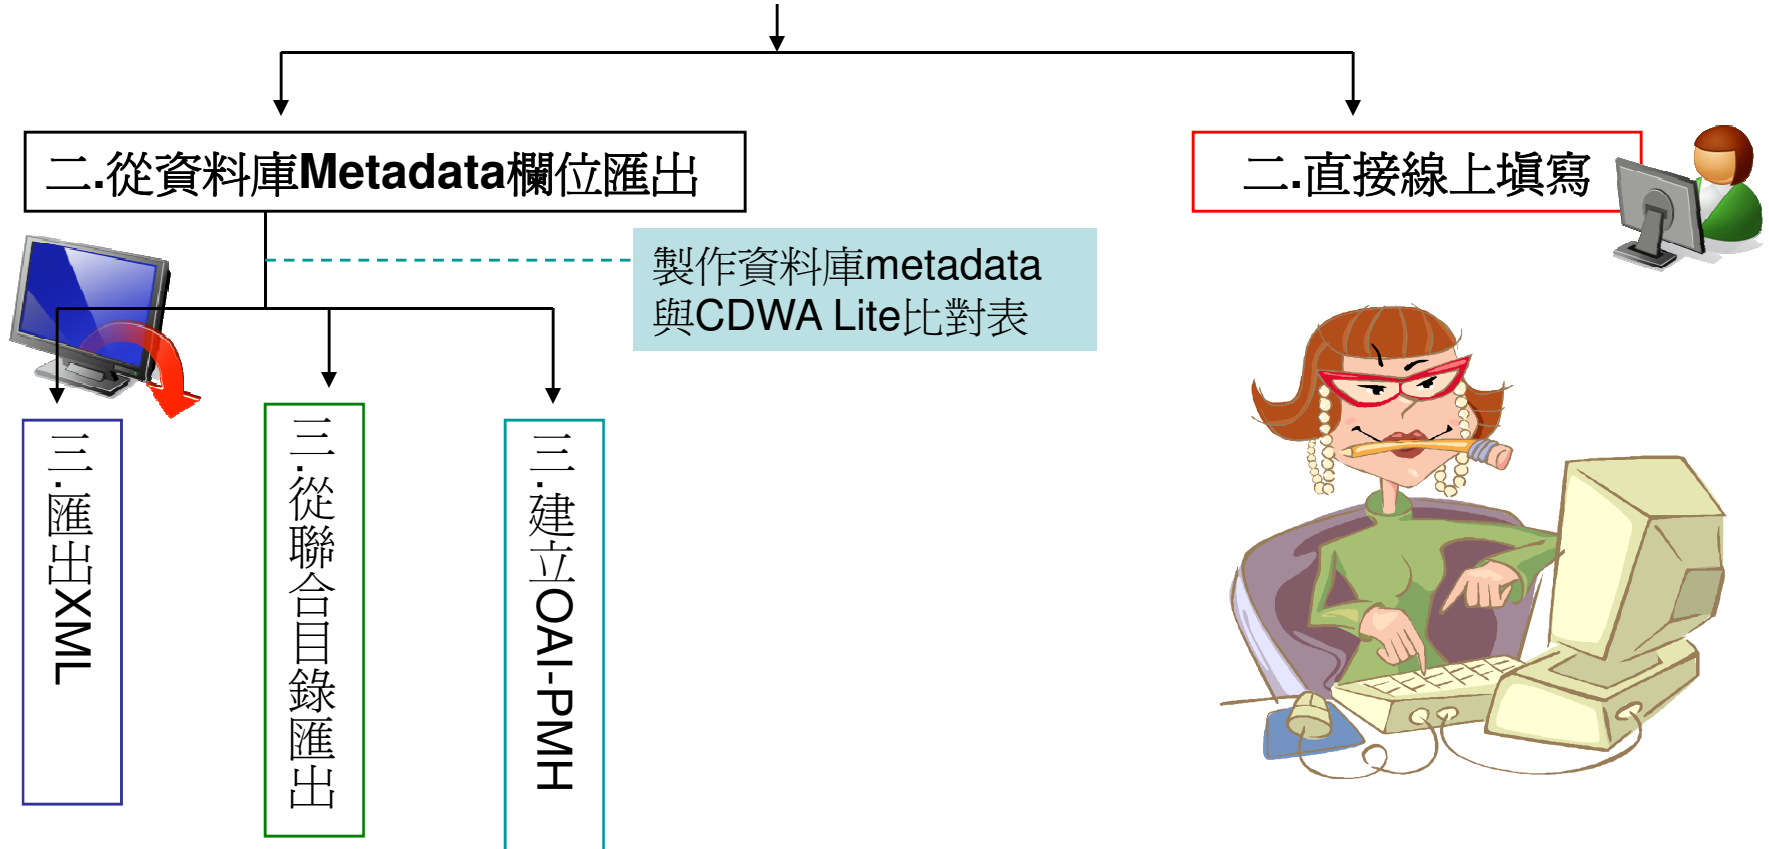 二.從資料庫Metadata欄位匯出
二.直接線上填寫
製作資料庫metadata
與CDWA Lite比對表
三.匯出XML
三.從聯合目錄匯出
三.建立OAI-PMH